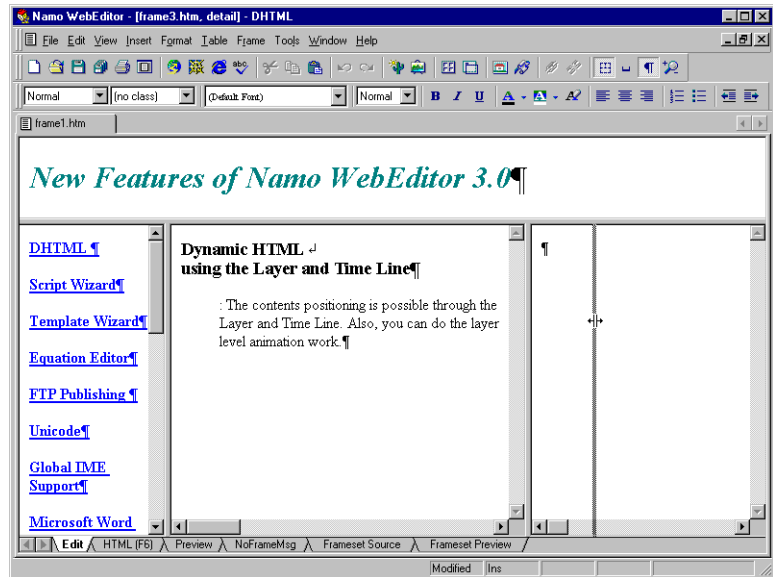 Namo WebEditor - [frame3.htm, detail] - DHTML
File Edit View Insert Format Table Frame Tools Window Help
Normal (no class) (Default Font) Normal B I U A A A2
frame1.htm
New Features of Namo WebEditor 3.0¶
DHTML ¶
Script Wizard¶
Template Wizard¶
Equation Editor¶
FTP Publishing ¶
Unicode¶
Global IME
Support¶
Microsoft Word
Dynamic HTML ↵
using the Layer and Time Line¶
: The contents positioning is possible through the
Layer and Time Line. Also, you can do the layer
level animation work.¶
¶
Edit HTML (F6) Preview NoFrameMsg Frameset Source Frameset Preview
Modified Ins